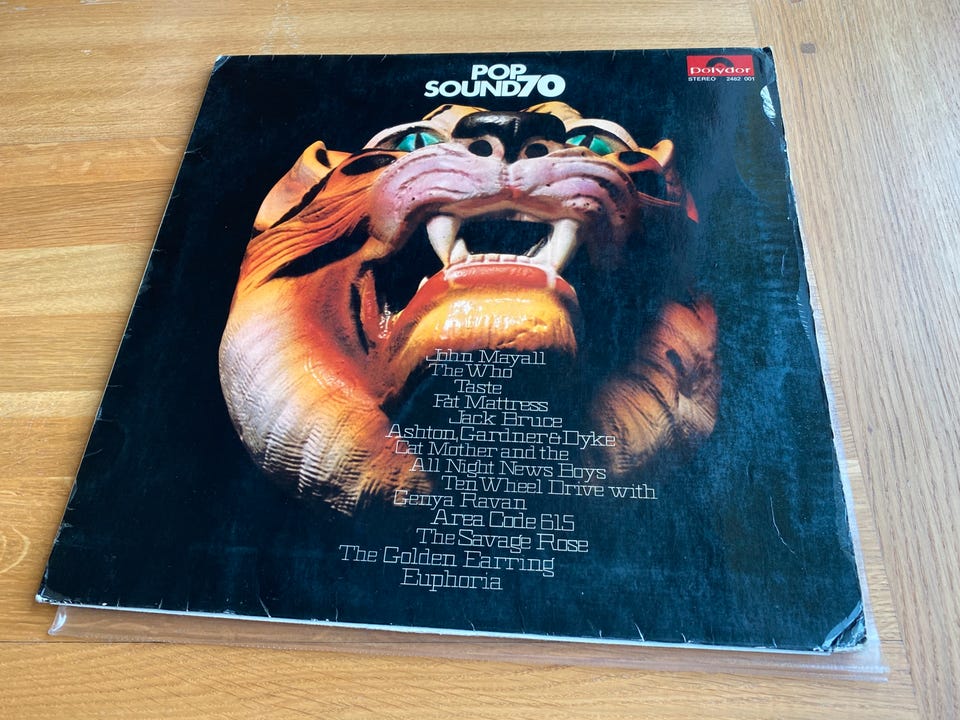 POP
SOUND70
polydor
STEREO 2482 001
John Mayall
The Who
Taste
Fat Mattress
Jack Bruce
Ashton, Gardner & Dyke
Cat Mother and the
All Night News Boys
Ten Wheel Drive with
Genya Ravan
Area Code 615
The Savage Rose
The Golden Earring
Euphoria